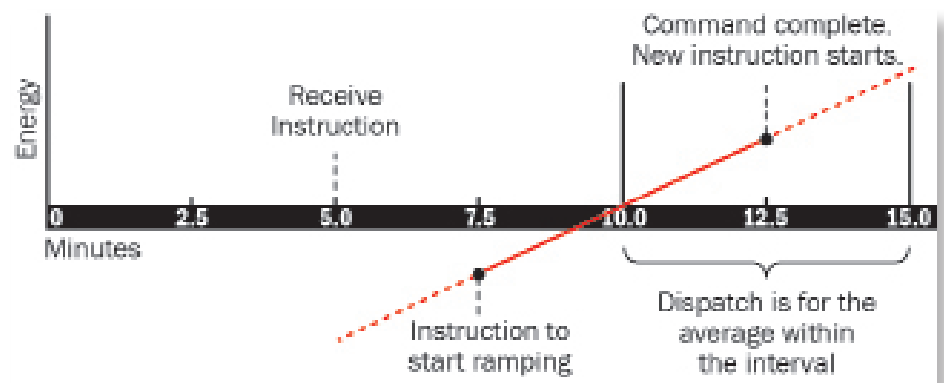 Command complete.
New instruction starts.
Receive
Instruction
Energy
0 2.5 5.0 7.5 10.0 12.5 15.0
Minutes
Instruction to
start ramping
Dispatch is for the
average within
the interval